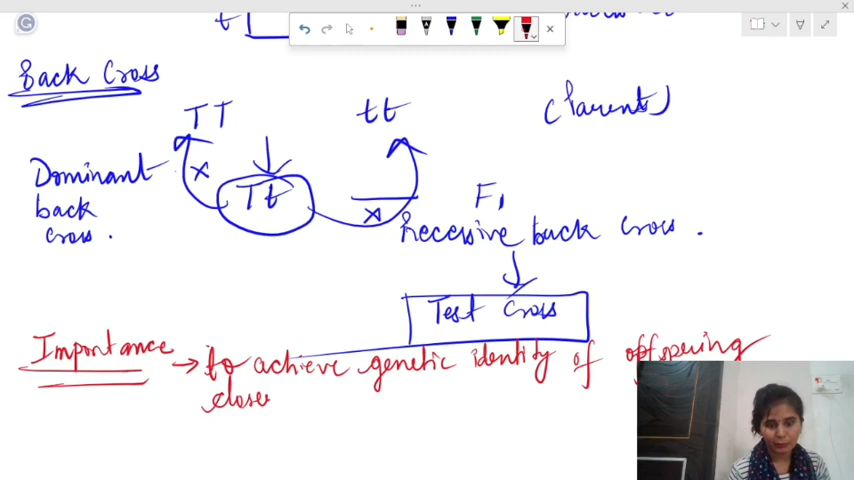 t
Back Cross
TT
tt
(Parents)
Dominant
back
cross.
x
Tt
x
F1
Recessive back cross.
Test Cross
Importance → to achieve genetic identity of offspering
closer